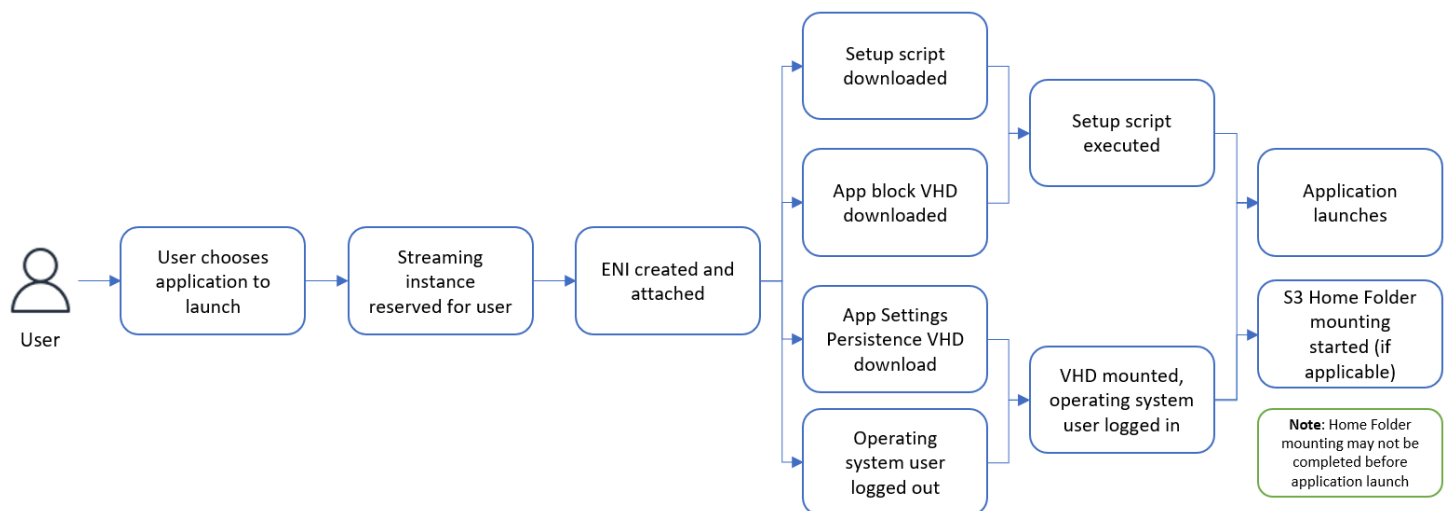 User
User chooses
application to
launch
Streaming
instance
reserved for user
ENI created and
attached
Setup script
downloaded
App block VHD
downloaded
App Settings
Persistence VHD
download
Operating
system user
logged out
Setup script
executed
VHD mounted,
operating system
user logged in
Application
launches
S3 Home Folder
mounting
started (if
applicable)
Note: Home Folder
mounting may not be
completed before
application launch